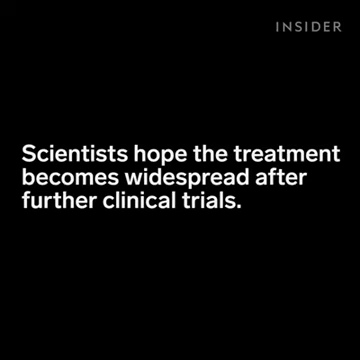 INSIDER
Scientists hope the treatment
becomes widespread after
further clinical trials.